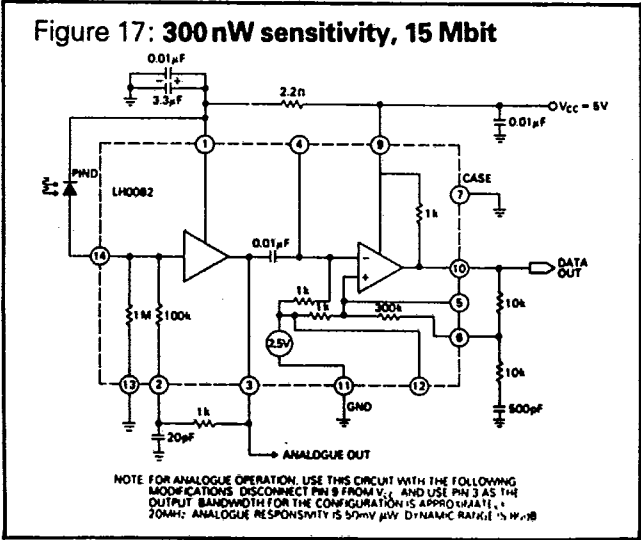 Figure 17: 300 nW sensitivity, 15 Mbit
0.01μF
- +
3.3μF
2.2Ω
VCC = 5V
0.01μF
1
4
9
PIND
LH0082
CASE
7
1k
14
0.01μF
-
+
10
DATA OUT
1M
100k
1k
1k
300k
5
10k
2.5V
6
10k
13
2
3
11
12
GND
500pF
1k
20pF
ANALOGUE OUT
NOTE FOR ANALOGUE OPERATION, USE THIS CIRCUIT WITH THE FOLLOWING
MODIFICATIONS. DISCONNECT PIN 9 FROM VCC AND USE PIN 3 AS THE
OUTPUT. BANDWIDTH FOR THE CONFIGURATION IS APPROXIMATELY
20MHz. ANALOGUE RESPONSIVITY IS 50mV μW. DYNAMIC RANGE IS